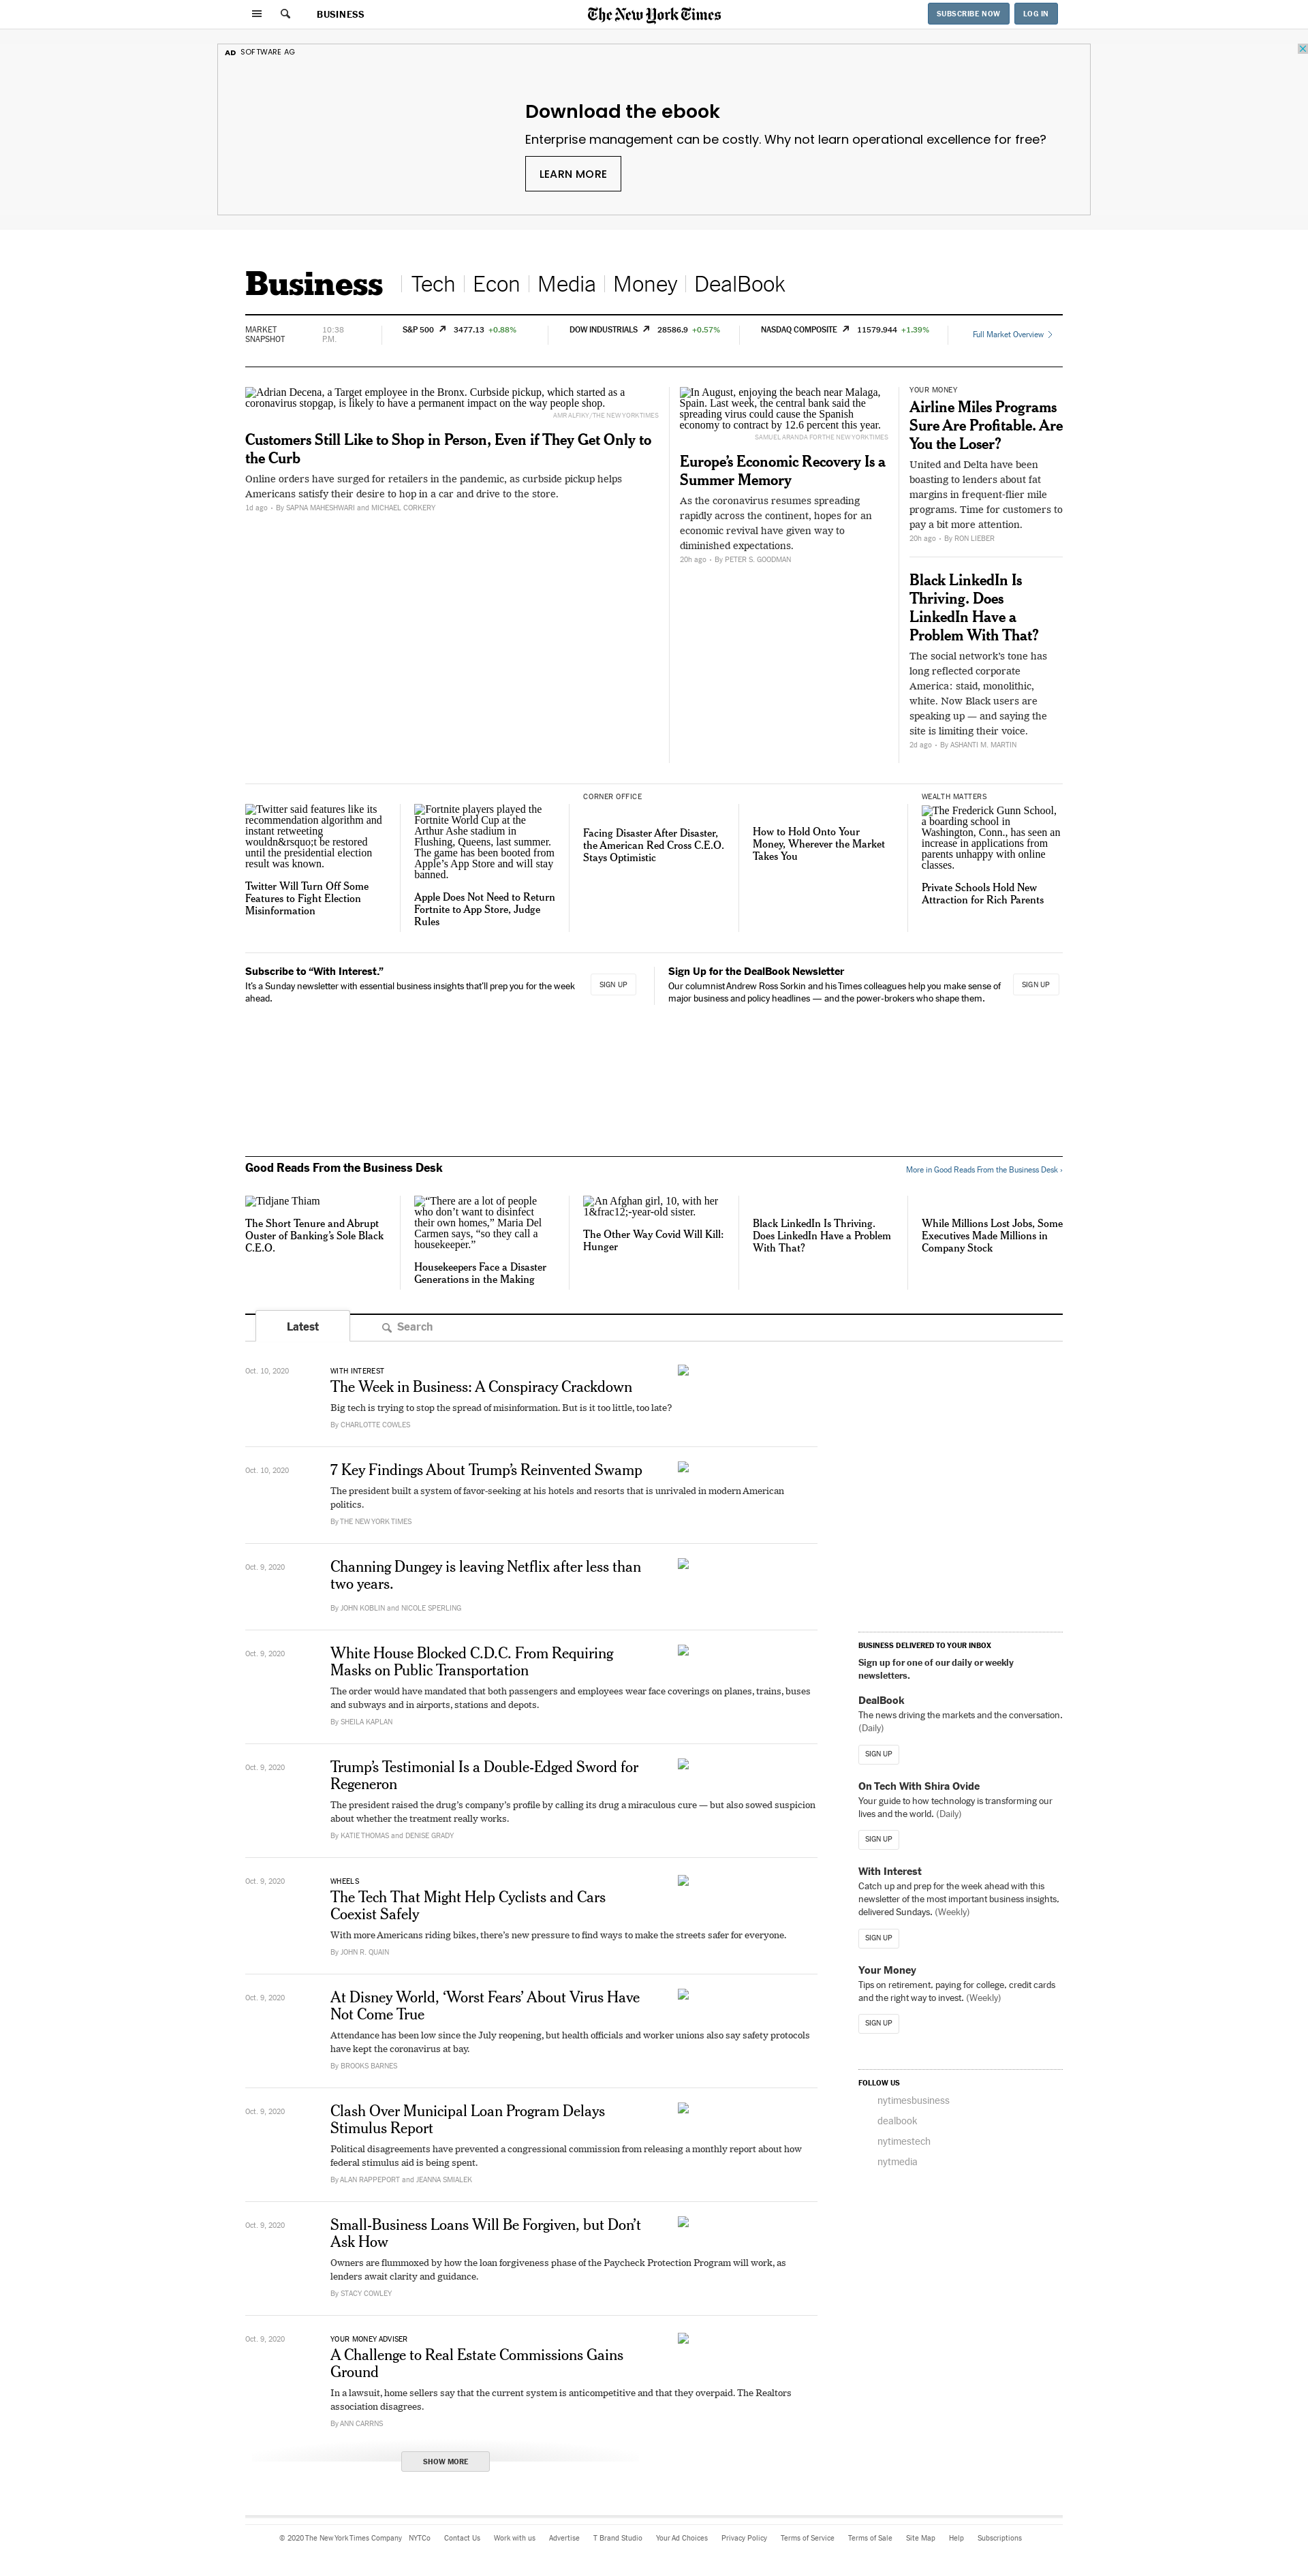 BUSINESS
The New York Times
SUBSCRIBE NOW
LOG IN
AD SOFTWARE AG
Download the ebook
Enterprise management can be costly. Why not learn operational excellence for free?
LEARN MORE
Business
Tech
Econ
Media
Money
DealBook
MARKET
SNAPSHOT
10:38
P.M.
S&P 500 3477.13 +0.88%
DOW INDUSTRIALS 28586.9 +0.57%
NASDAQ COMPOSITE 11579.944 +1.39%
Full Market Overview
Adrian Decena, a Target employee in the Bronx. Curbside pickup, which started as a
coronavirus stopgap, is likely to have a permanent impact on the way people shop.
AMR ALFIKY/THE NEW YORK TIMES
Customers Still Like to Shop in Person, Even if They Get Only to
the Curb
Online orders have surged for retailers in the pandemic, as curbside pickup helps
Americans satisfy their desire to hop in a car and drive to the store.
1d ago • By SAPNA MAHESHWARI and MICHAEL CORKERY
In August, enjoying the beach near Malaga,
Spain. Last week, the central bank said the
spreading virus could cause the Spanish
economy to contract by 12.6 percent this year.
SAMUEL ARANDA FOR THE NEW YORK TIMES
Europe’s Economic Recovery Is a
Summer Memory
As the coronavirus resumes spreading
rapidly across the continent, hopes for an
economic revival have given way to
diminished expectations.
20h ago • By PETER S. GOODMAN
YOUR MONEY
Airline Miles Programs
Sure Are Profitable. Are
You the Loser?
United and Delta have been
boasting to lenders about fat
margins in frequent-flier mile
programs. Time for customers to
pay a bit more attention.
20h ago • By RON LIEBER
Black LinkedIn Is
Thriving. Does
LinkedIn Have a
Problem With That?
The social network’s tone has
long reflected corporate
America: staid, monolithic,
white. Now Black users are
speaking up — and saying the
site is limiting their voice.
2d ago • By ASHANTI M. MARTIN
Twitter said features like its
recommendation algorithm and
instant retweeting
wouldn&rsquo;t be restored
until the presidential election
result was known.
Twitter Will Turn Off Some
Features to Fight Election
Misinformation
Fortnite players played the
Fortnite World Cup at the
Arthur Ashe stadium in
Flushing, Queens, last summer.
The game has been booted from
Apple’s App Store and will stay
banned.
Apple Does Not Need to Return
Fortnite to App Store, Judge
Rules
CORNER OFFICE
Facing Disaster After Disaster,
the American Red Cross C.E.O.
Stays Optimistic
How to Hold Onto Your
Money, Wherever the Market
Takes You
WEALTH MATTERS
The Frederick Gunn School,
a boarding school in
Washington, Conn., has seen an
increase in applications from
parents unhappy with online
classes.
Private Schools Hold New
Attraction for Rich Parents
Subscribe to “With Interest.”
It’s a Sunday newsletter with essential business insights that’ll prep you for the week
ahead.
SIGN UP
Sign Up for the DealBook Newsletter
Our columnist Andrew Ross Sorkin and his Times colleagues help you make sense of
major business and policy headlines — and the power-brokers who shape them.
SIGN UP
Good Reads From the Business Desk
More in Good Reads From the Business Desk ›
Tidjane Thiam
The Short Tenure and Abrupt
Ouster of Banking’s Sole Black
C.E.O.
“There are a lot of people
who don’t want to disinfect
their own homes,” Maria Del
Carmen says, “so they call a
housekeeper.”
Housekeepers Face a Disaster
Generations in the Making
An Afghan girl, 10, with her
1&frac12;-year-old sister.
The Other Way Covid Will Kill:
Hunger
Black LinkedIn Is Thriving.
Does LinkedIn Have a Problem
With That?
While Millions Lost Jobs, Some
Executives Made Millions in
Company Stock
Latest
Search
Oct. 10, 2020
WITH INTEREST
The Week in Business: A Conspiracy Crackdown
Big tech is trying to stop the spread of misinformation. But is it too little, too late?
By CHARLOTTE COWLES
Oct. 10, 2020
7 Key Findings About Trump’s Reinvented Swamp
The president built a system of favor-seeking at his hotels and resorts that is unrivaled in modern American
politics.
By THE NEW YORK TIMES
Oct. 9, 2020
Channing Dungey is leaving Netflix after less than
two years.
By JOHN KOBLIN and NICOLE SPERLING
Oct. 9, 2020
White House Blocked C.D.C. From Requiring
Masks on Public Transportation
The order would have mandated that both passengers and employees wear face coverings on planes, trains, buses
and subways and in airports, stations and depots.
By SHEILA KAPLAN
Oct. 9, 2020
Trump’s Testimonial Is a Double-Edged Sword for
Regeneron
The president raised the drug’s company’s profile by calling its drug a miraculous cure — but also sowed suspicion
about whether the treatment really works.
By KATIE THOMAS and DENISE GRADY
Oct. 9, 2020
WHEELS
The Tech That Might Help Cyclists and Cars
Coexist Safely
With more Americans riding bikes, there’s new pressure to find ways to make the streets safer for everyone.
By JOHN R. QUAIN
Oct. 9, 2020
At Disney World, ‘Worst Fears’ About Virus Have
Not Come True
Attendance has been low since the July reopening, but health officials and worker unions also say safety protocols
have kept the coronavirus at bay.
By BROOKS BARNES
Oct. 9, 2020
Clash Over Municipal Loan Program Delays
Stimulus Report
Political disagreements have prevented a congressional commission from releasing a monthly report about how
federal stimulus aid is being spent.
By ALAN RAPPEPORT and JEANNA SMIALEK
Oct. 9, 2020
Small-Business Loans Will Be Forgiven, but Don’t
Ask How
Owners are flummoxed by how the loan forgiveness phase of the Paycheck Protection Program will work, as
lenders await clarity and guidance.
By STACY COWLEY
Oct. 9, 2020
YOUR MONEY ADVISER
A Challenge to Real Estate Commissions Gains
Ground
In a lawsuit, home sellers say that the current system is anticompetitive and that they overpaid. The Realtors
association disagrees.
By ANN CARRNS
SHOW MORE
BUSINESS DELIVERED TO YOUR INBOX
Sign up for one of our daily or weekly
newsletters.
DealBook
The news driving the markets and the conversation.
(Daily)
SIGN UP
On Tech With Shira Ovide
Your guide to how technology is transforming our
lives and the world. (Daily)
SIGN UP
With Interest
Catch up and prep for the week ahead with this
newsletter of the most important business insights,
delivered Sundays. (Weekly)
SIGN UP
Your Money
Tips on retirement, paying for college, credit cards
and the right way to invest. (Weekly)
SIGN UP
FOLLOW US
nytimesbusiness
dealbook
nytimestech
nytmedia
© 2020 The New York Times Company NYTCo Contact Us Work with us Advertise T Brand Studio Your Ad Choices Privacy Policy Terms of Service Terms of Sale Site Map Help Subscriptions